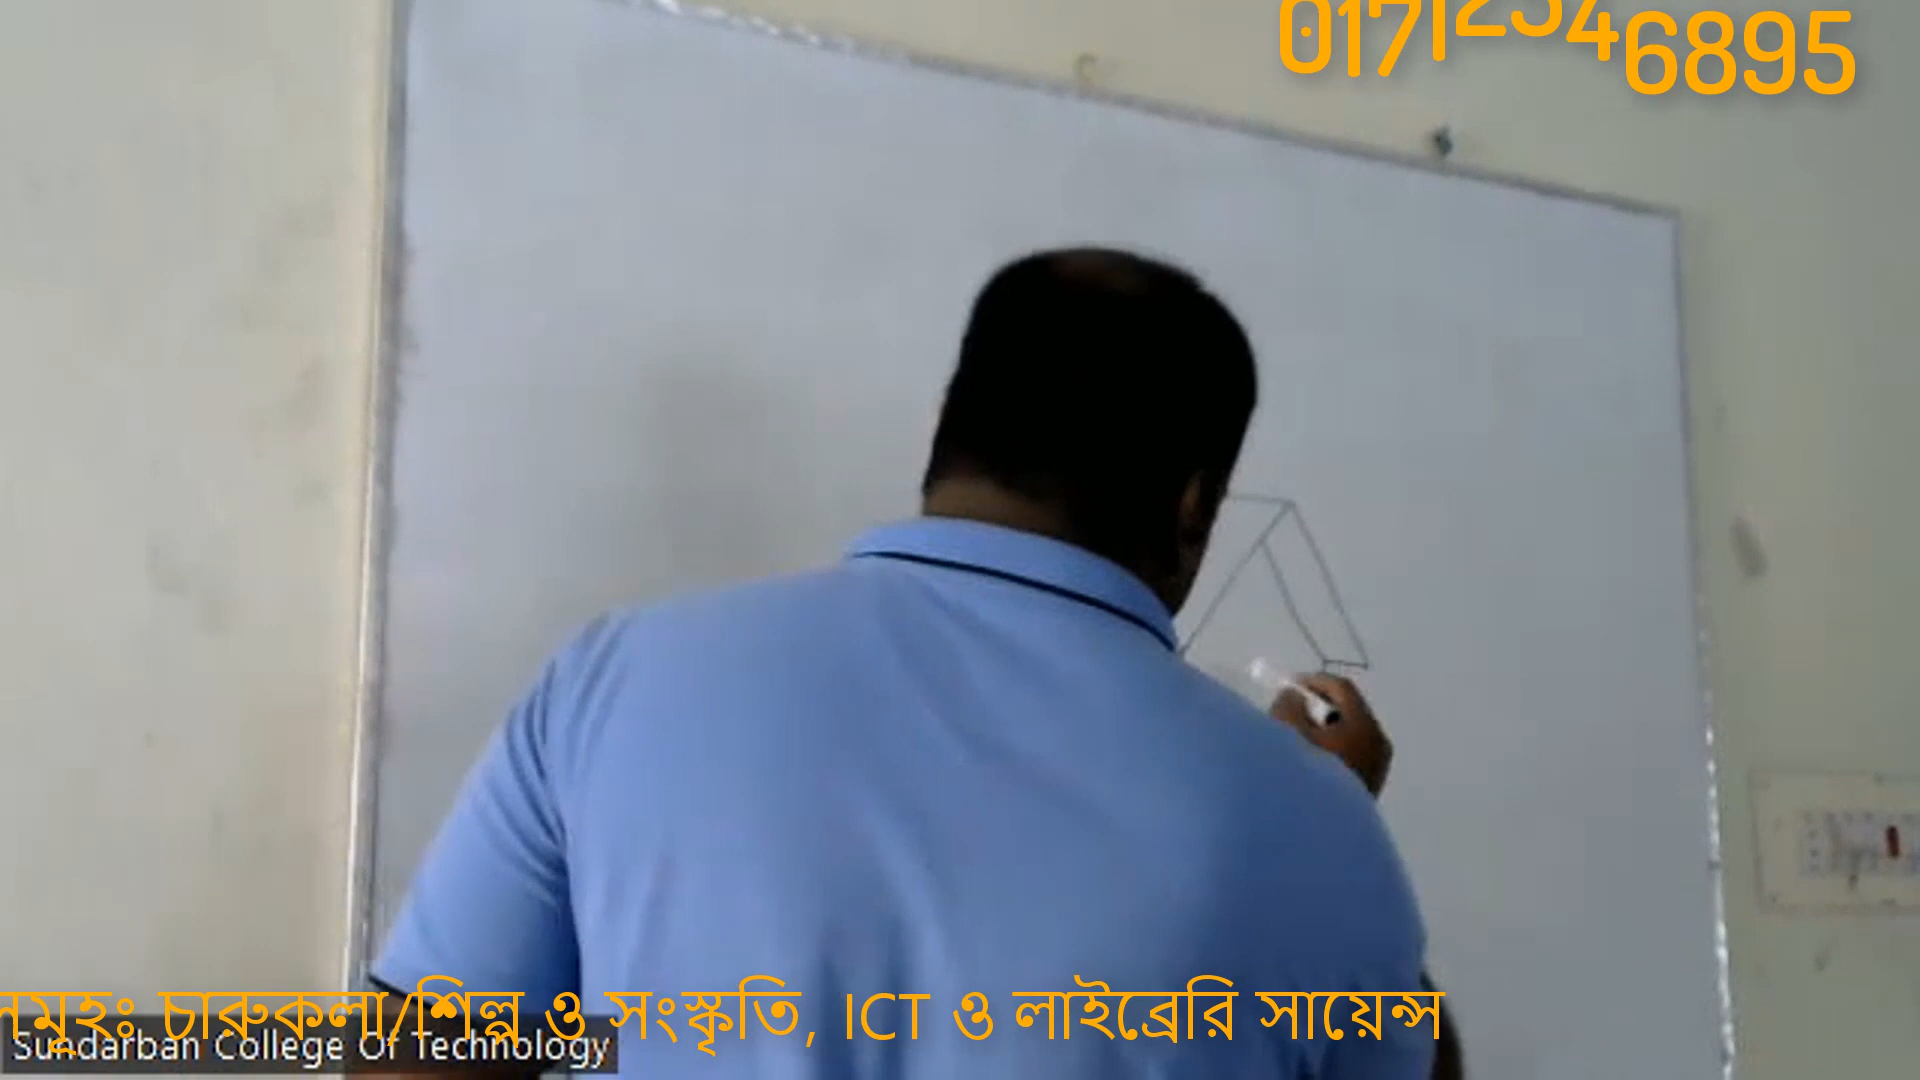 01712346895
সমূহঃ চারুকলা/শিল্প ও সংস্কৃতি, ICT ও লাইব্রেরি সায়েন্স
Sundarban College Of Technology